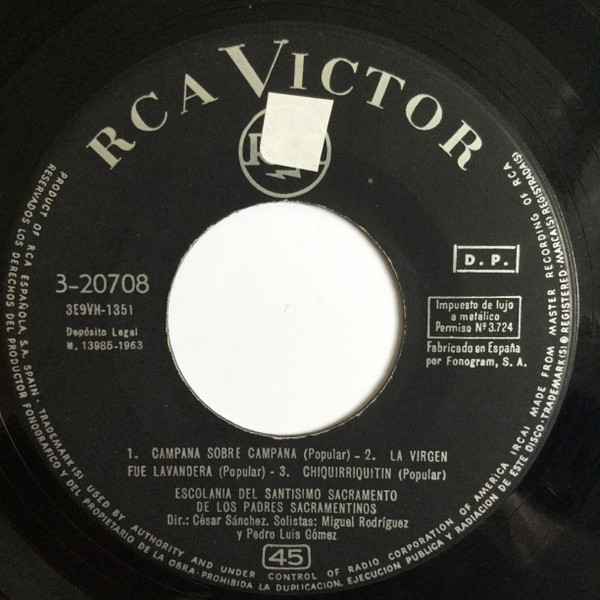 RCA VICTOR
3-20708
3E9VH-1351
Depósito Legal
M. 13985-1963
D. P.
Impuesto de lujo
a metálico
Permiso Nº 3.724
Fabricado en España
por Fonogram, S. A.
1. CAMPANA SOBRE CAMPANA (Popular) - 2. LA VIRGEN
FUE LAVANDERA (Popular) - 3. CHIQUIRRIQUITIN (Popular)
ESCOLANIA DEL SANTISIMO SACRAMENTO
DE LOS PADRES SACRAMENTINOS
Dir.: César Sánchez. Solistas: Miguel Rodríguez
y Pedro Luis Gómez
45
PRODUCT OF RCA ESPAÑOLA, S.A. SPAIN · TRADEMARK(S) USED BY AUTHORITY AND UNDER CONTROL OF RADIO CORPORATION OF AMERICA (RCA) MADE FROM MASTER RECORDING OF RCA
RESERVADOS LOS DERECHOS DEL PRODUCTOR FONOGRAFICO Y DEL PROPIETARIO DE LA OBRA · PROHIBIDA LA DUPLICACION, EJECUCION PUBLICA Y RADIACION DE ESTE DISCO · TRADEMARK(S) ® REGISTERED · MARCA(S) REGISTRADA(S)